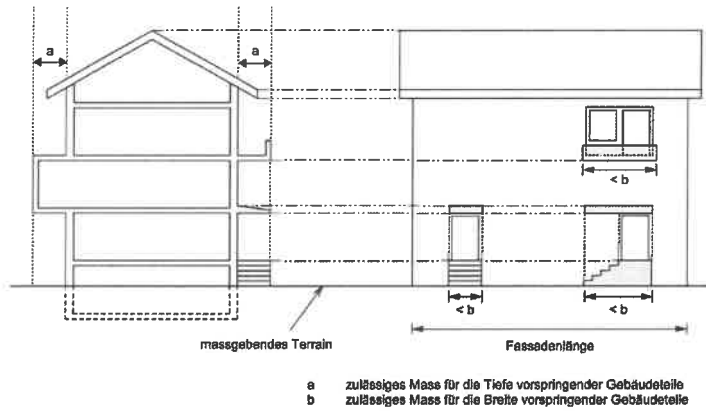 a
a
< b
< b
< b
massgebendes Terrain
Fassadenlänge
a zulässiges Mass für die Tiefe vorspringender Gebäudeteile
b zulässiges Mass für die Breite vorspringender Gebäudeteile